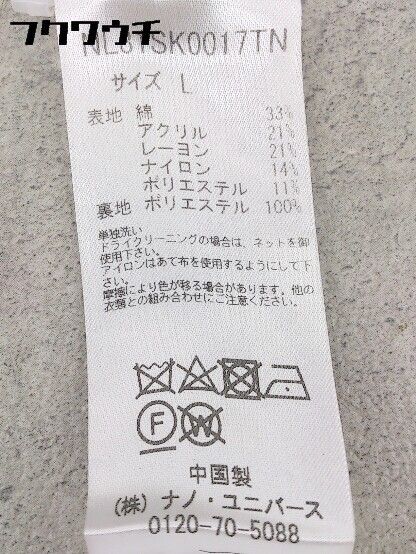 フクワウチ
SK0017TN
サイズ L
表地 綿 33%
アクリル 21%
レーヨン 21%
ナイロン 14%
ポリエステル 11%
裏地 ポリエステル 100%
単独洗い
ドライクリーニングの場合は、ネットを御
使用下さい。
アイロンはあて布を使用するようにして下
さい。
摩擦により色が移る場合があります。他の
衣類との組み合わせにご注意ください。
F W
中国製
(株) ナノ・ユニバース
0120-70-5088